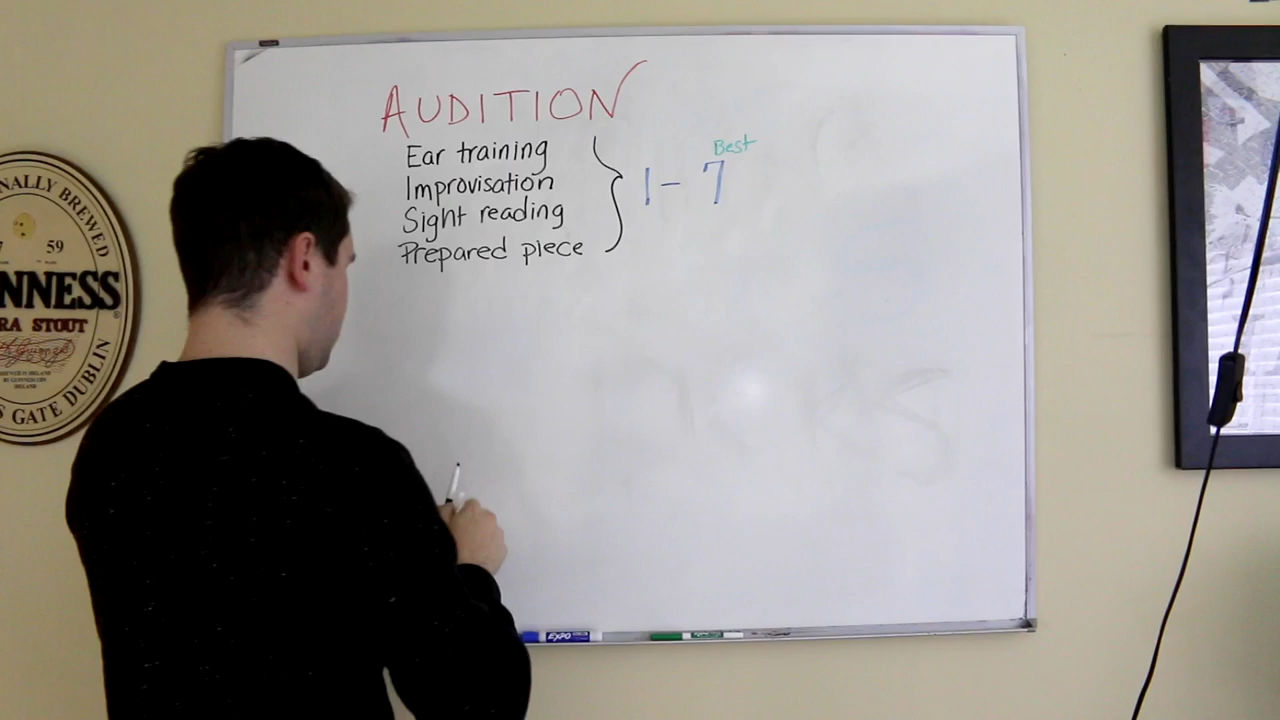 AUDITION
Ear training
Improvisation
Sight reading
Prepared piece
1 - 7
Best
NALLY BREWED
59
NNESS
RA STOUT
S GATE DUBLIN
EXPO